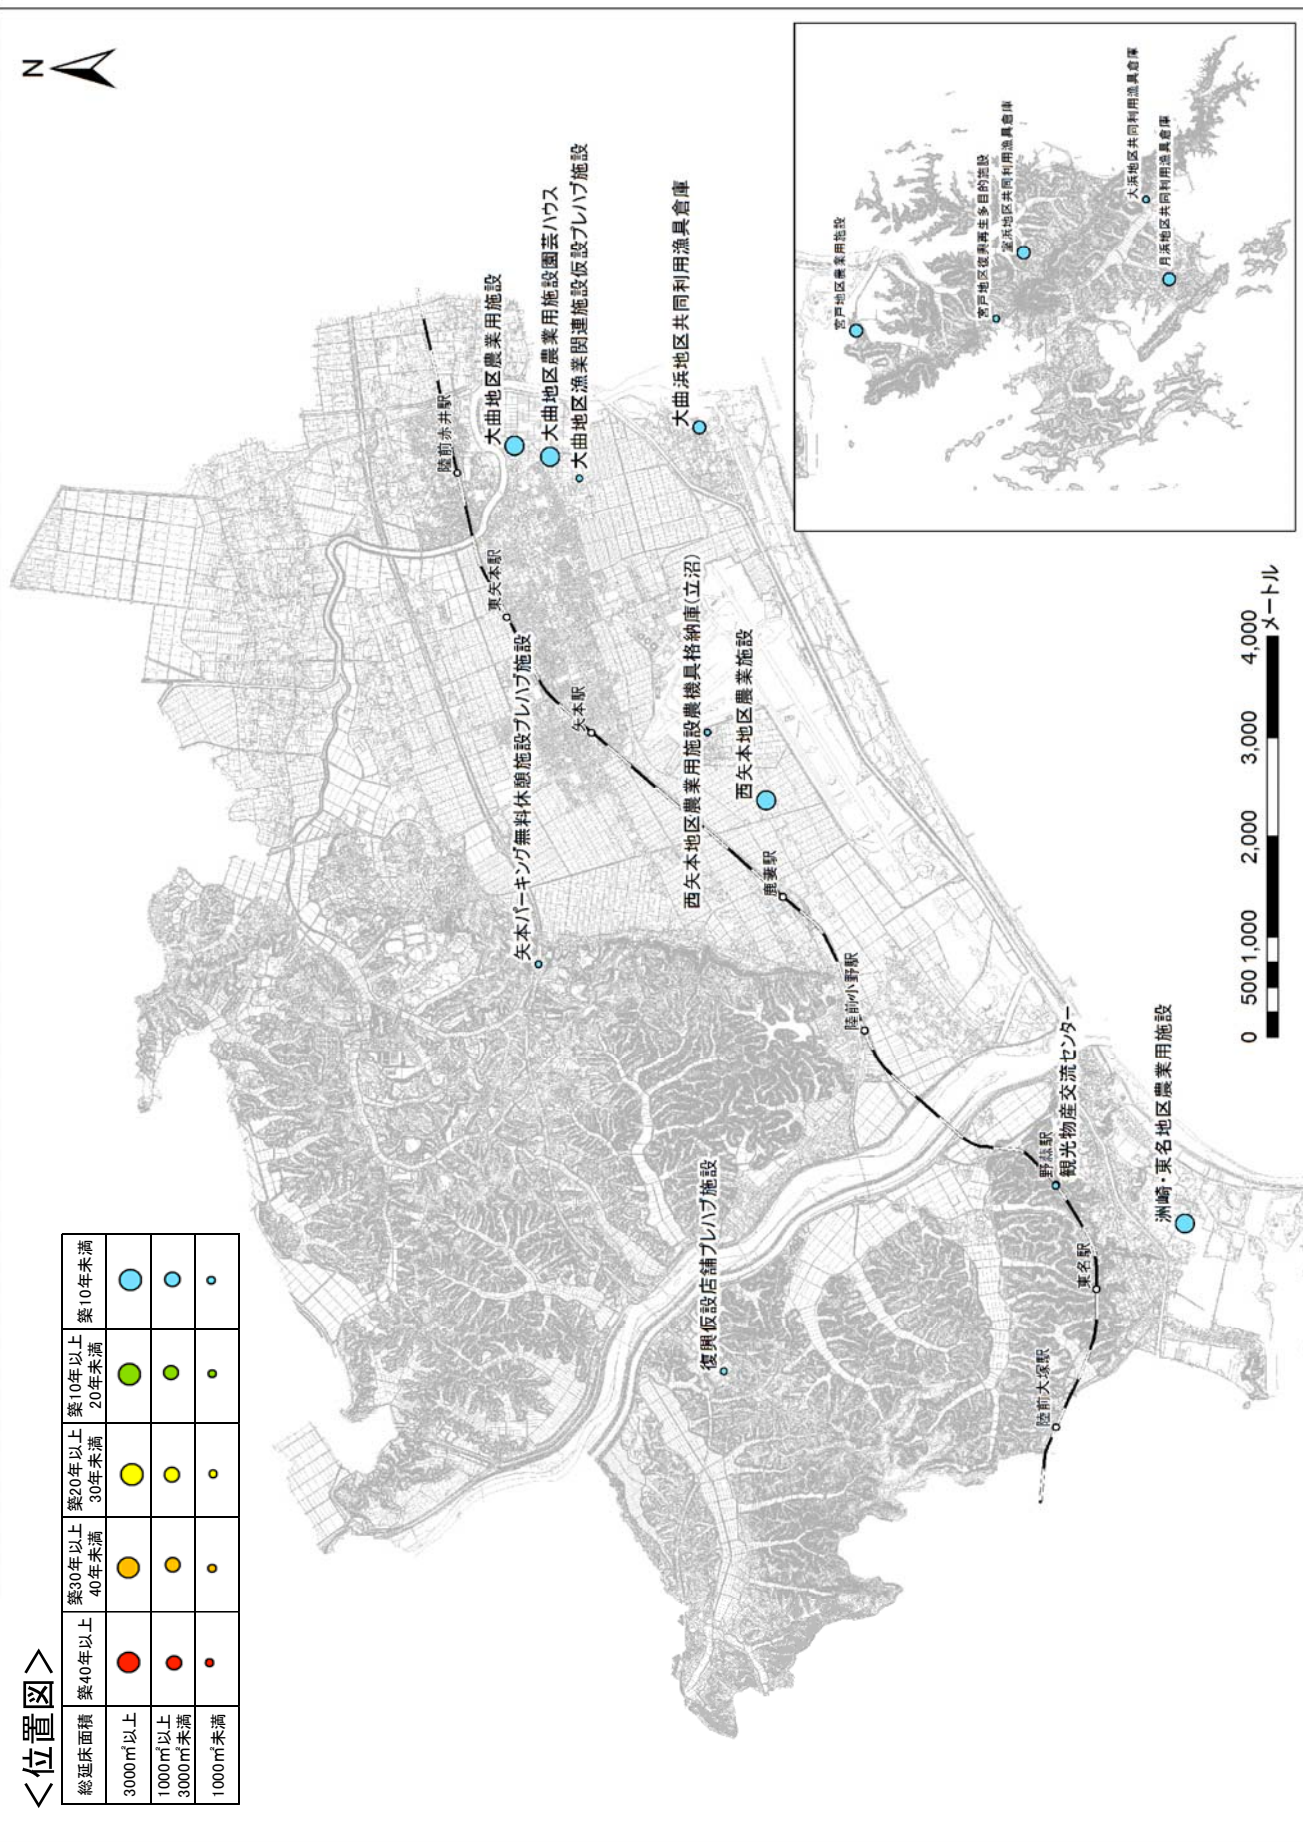 <位置図>
総延床面積
築40年以上
築30年以上
40年未満
築20年以上
30年未満
築10年以上
20年未満
築10年未満
3000㎡以上
1000㎡以上
3000㎡未満
1000㎡未満
N
陸前赤井駅
大曲地区農業用施設
大曲地区農業用施設園芸ハウス
大曲地区漁業関連施設仮設プレハブ施設
大曲浜地区共同利用漁具倉庫
東矢本駅
矢本パーキング無料休憩施設プレハブ施設
矢本駅
西矢本地区農業用施設農機具格納庫(立沼)
西矢本地区農業施設
鹿妻駅
陸前小野駅
復興仮設店舗プレハブ施設
野蒜駅
観光物産交流センター
洲崎・東名地区農業用施設
東名駅
陸前大塚駅
宮戸地区農業用施設
宮戸地区復興再生多目的施設
室浜地区共同利用漁具倉庫
大浜地区共同利用漁具倉庫
月浜地区共同利用漁具倉庫
0 500 1,000 2,000 3,000 4,000
メートル